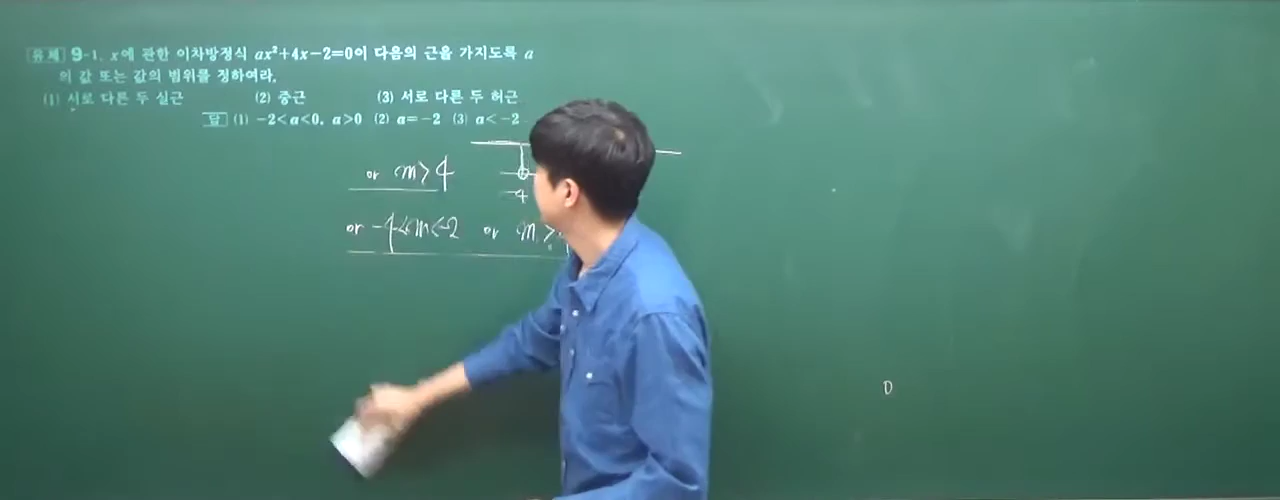 유제 9-1. x에 관한 이차방정식 ax²+4x-2=0이 다음의 근을 가지도록 a
의 값 또는 값의 범위를 정하여라.
(1) 서로 다른 두 실근 (2) 중근 (3) 서로 다른 두 허근
답 (1) -2<a<0, a>0 (2) a=-2 (3) a<-2
or m>4
-4
or -4<m<-2 or m>
0